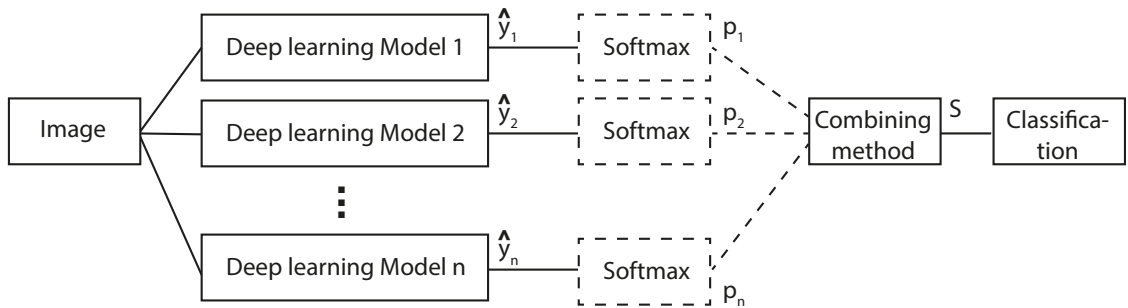 Deep learning Model 1
ŷ₁
Softmax
p₁
Image
Deep learning Model 2
ŷ₂
Softmax
p₂
Combining
method
S
Classifica-
tion
Deep learning Model n
ŷₙ
Softmax
pₙ